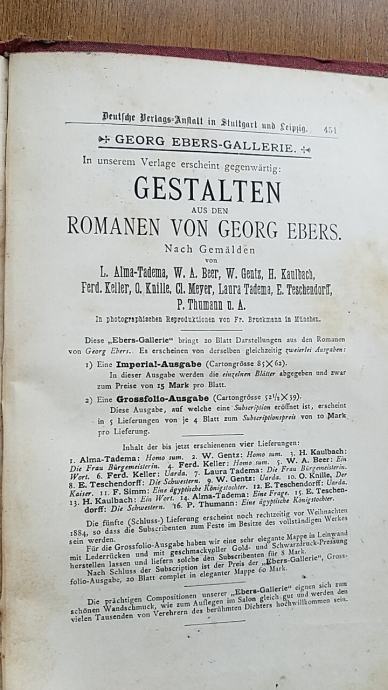 Deutsche Verlags-Anstalt in Stuttgart und Leipzig. 451
GEORG EBERS-GALLERIE.
In unserem Verlage erscheint gegenwärtig:
GESTALTEN
AUS DEN
ROMANEN VON GEORG EBERS.
Nach Gemälden
von
L. Alma-Tadema, W. A. Beer, W. Gentz, H. Kaulbach,
Ferd. Keller, O. Knille, Cl. Meyer, Laura Tadema, E. Teschendorff,
P. Thumann u. A.
In photographischen Reproduktionen von Fr. Bruckmann in München.
Diese „Ebers-Gallerie" bringt 20 Blatt Darstellungen aus den Romanen
von Georg Ebers. Es erscheinen von derselben gleichzeitig zweierlei Ausgaben:
1) Eine Imperial-Ausgabe (Cartongrösse 85×62).
In dieser Ausgabe werden die einzelnen Blätter abgegeben und zwar
zum Preise von 15 Mark pro Blatt.
2) Eine Grossfolio-Ausgabe (Cartongrösse 52½×39).
Diese Ausgabe, auf welche eine Subscription eröffnet ist, erscheint
in 5 Lieferungen von je 4 Blatt zum Subscriptionspreis von 10 Mark
pro Lieferung.
Inhalt der bis jetzt erschienenen vier Lieferungen:
1. Alma-Tadema: Homo sum. 2. W. Gentz: Homo sum. 3. H. Kaulbach:
Die Frau Bürgemeisterin. 4. Ferd. Keller: Homo sum. 5. W. A. Beer: Ein
Wort. 6. Ferd. Keller: Uarda. 7. Laura Tadema: Die Frau Bürgemeisterin.
8. E. Teschendorff: Die Schwestern. 9. W. Gentz: Uarda. 10. O. Knille, Der
Kaiser. 11. F. Simm: Eine ägyptische Königstochter. 12. E. Teschendorff: Uarda.
13. H. Kaulbach: Ein Wort. 14. Alma-Tadema: Eine Frage. 15. E. Teschen-
dorff: Die Schwestern. 16. P. Thumann: Eine ägyptische Königstochter.
Die fünfte (Schluss-) Lieferung erscheint noch rechtzeitig vor Weihnachten
1884, so dass die Subscribenten zum Feste im Besitze des vollständigen Werkes
sein werden.
Für die Grossfolio-Ausgabe haben wir eine sehr elegante Mappe in Leinwand
mit Lederrücken und mit geschmackvoller Gold- und Schwarzdruck-Pressung
herstellen lassen und liefern solche den Subscribenten für 8 Mark.
Nach Schluss der Subscription ist der Preis der „Ebers-Gallerie", Gross-
folio-Ausgabe, 20 Blatt complet in eleganter Mappe 60 Mark.
Die prächtigen Compositionen unserer „Ebers-Gallerie" eignen sich zum
schönen Wandschmuck, wie zum Auflegen im Salon gleich gut und werden den
vielen Tausenden von Verehrern des berühmten Dichters hochwillkommen sein.